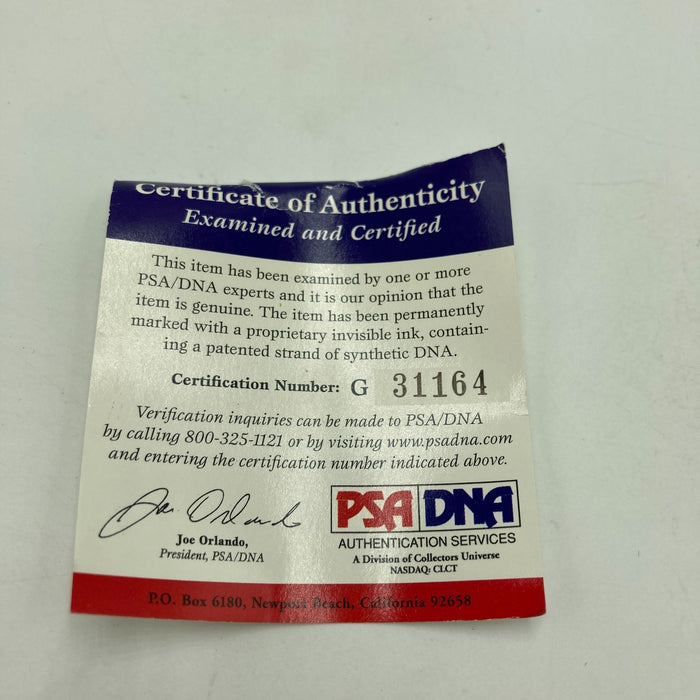 Certificate of Authenticity
Examined and Certified
This item has been examined by one or more
PSA/DNA experts and it is our opinion that the
item is genuine. The item has been permanently
marked with a proprietary invisible ink, contain-
ing a patented strand of synthetic DNA.
Certification Number: G 31164
Verification inquiries can be made to PSA/DNA
by calling 800-325-1121 or by visiting www.psadna.com
and entering the certification number indicated above.
Joe Orlando
Joe Orlando,
President, PSA/DNA
PSA DNA
AUTHENTICATION SERVICES
A Division of Collectors Universe
NASDAQ: CLCT
P.O. Box 6180, Newport Beach, California 92658